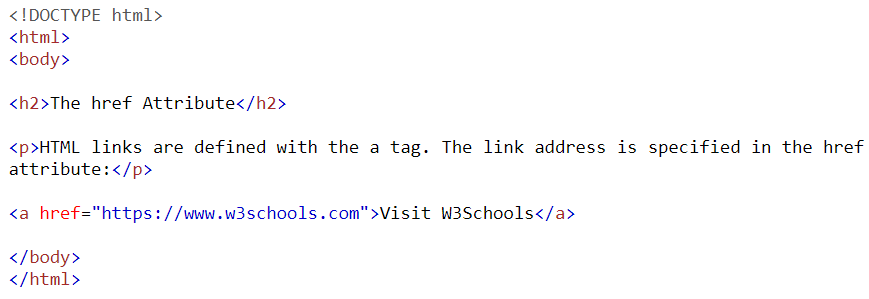 <!DOCTYPE html>
<html>
<body>
<h2>The href Attribute</h2>
<p>HTML links are defined with the a tag. The link address is specified in the href
attribute:</p>
<a href="https://www.w3schools.com">Visit W3Schools</a>
</body>
</html>